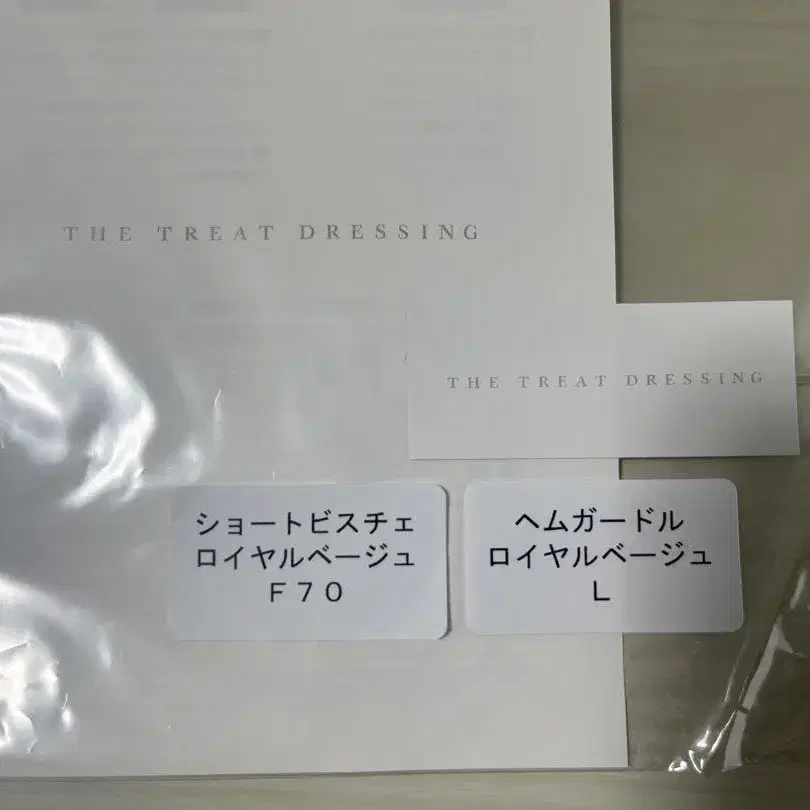 THE TREAT DRESSING
THE TREAT DRESSING
ショートビスチェ
ロイヤルベージュ
F70
ヘムガードル
ロイヤルベージュ
L